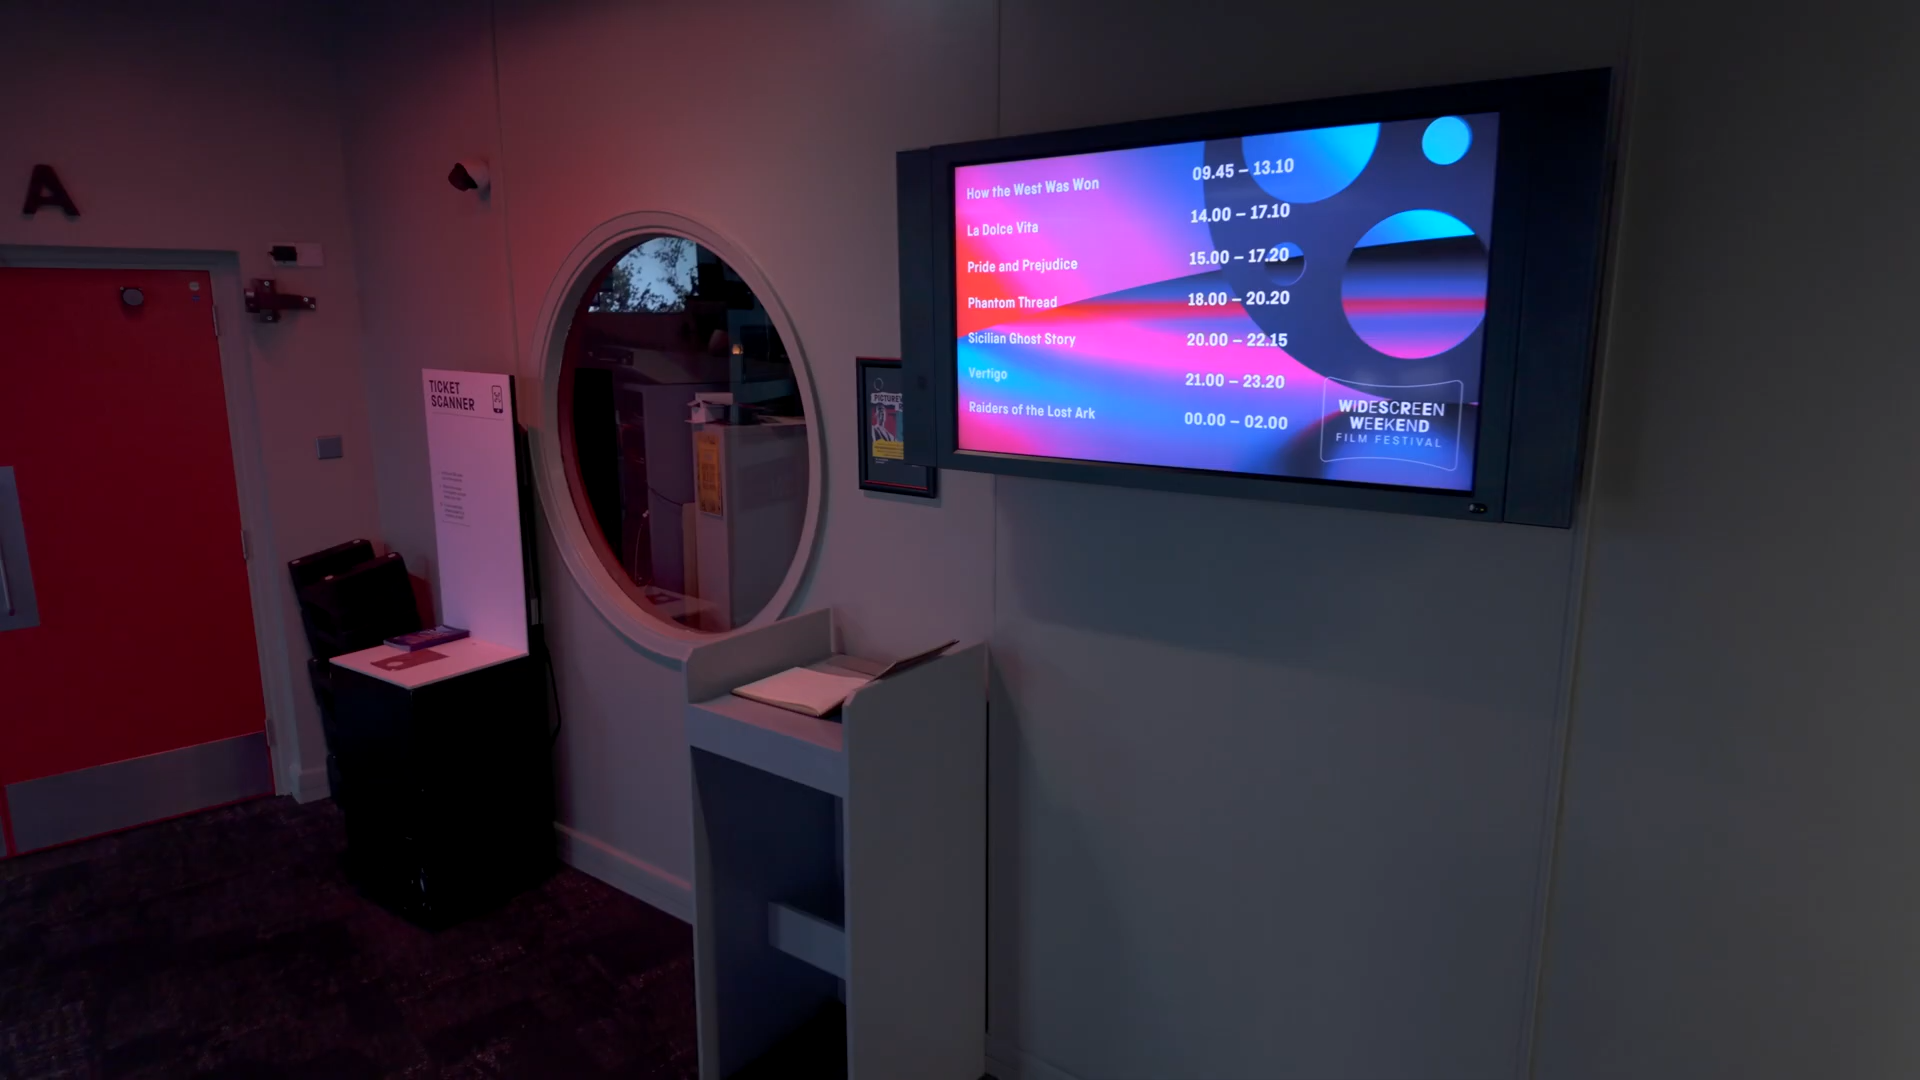 A
TICKET
SCANNER
PICTURE
How the West Was Won 09.45 – 13.10
La Dolce Vita 14.00 – 17.10
Pride and Prejudice 15.00 – 17.20
Phantom Thread 18.00 – 20.20
Sicilian Ghost Story 20.00 – 22.15
Vertigo 21.00 – 23.20
Raiders of the Lost Ark 00.00 – 02.00
WIDESCREEN
WEEKEND
FILM FESTIVAL